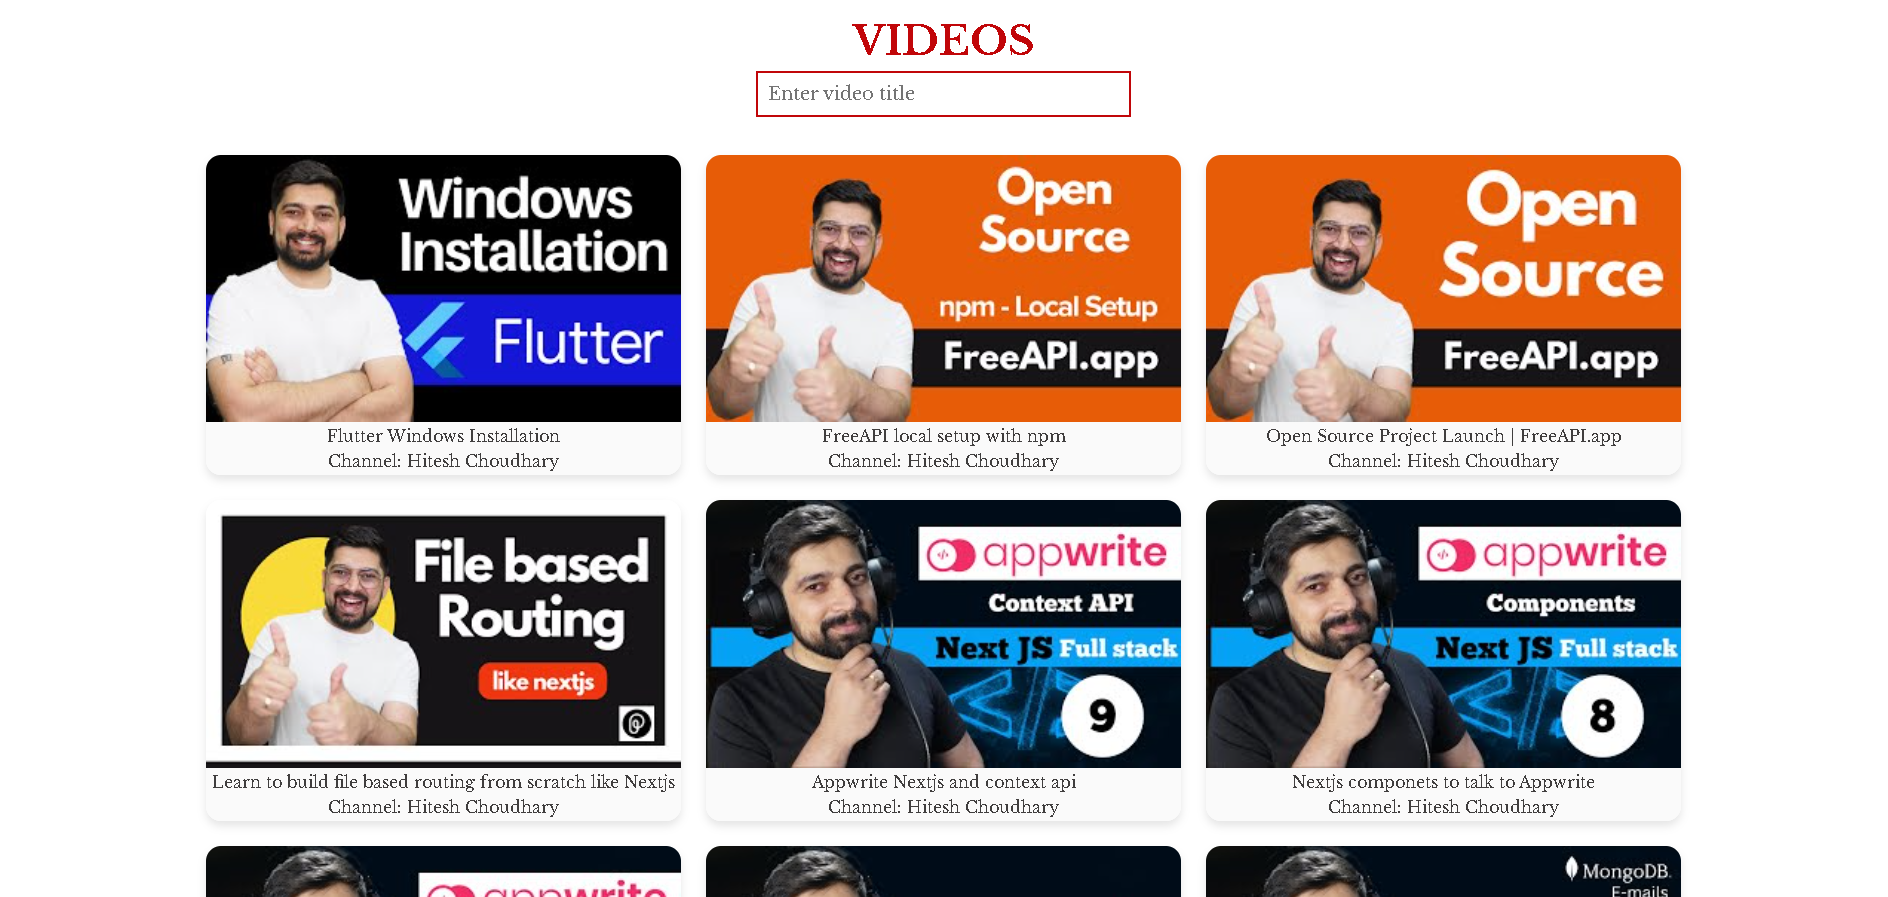 VIDEOS
Enter video title
Windows
Installation
Flutter
Flutter Windows Installation
Channel: Hitesh Choudhary
Open
Source
npm - Local Setup
FreeAPI.app
FreeAPI local setup with npm
Channel: Hitesh Choudhary
Open
Source
FreeAPI.app
Open Source Project Launch | FreeAPI.app
Channel: Hitesh Choudhary
File based
Routing
like nextjs
Learn to build file based routing from scratch like Nextjs
Channel: Hitesh Choudhary
appwrite
Context API
Next JS Full stack
9
Appwrite Nextjs and context api
Channel: Hitesh Choudhary
appwrite
Components
Next JS Full stack
8
Nextjs componets to talk to Appwrite
Channel: Hitesh Choudhary
appwrite
MongoDB.
E-mails